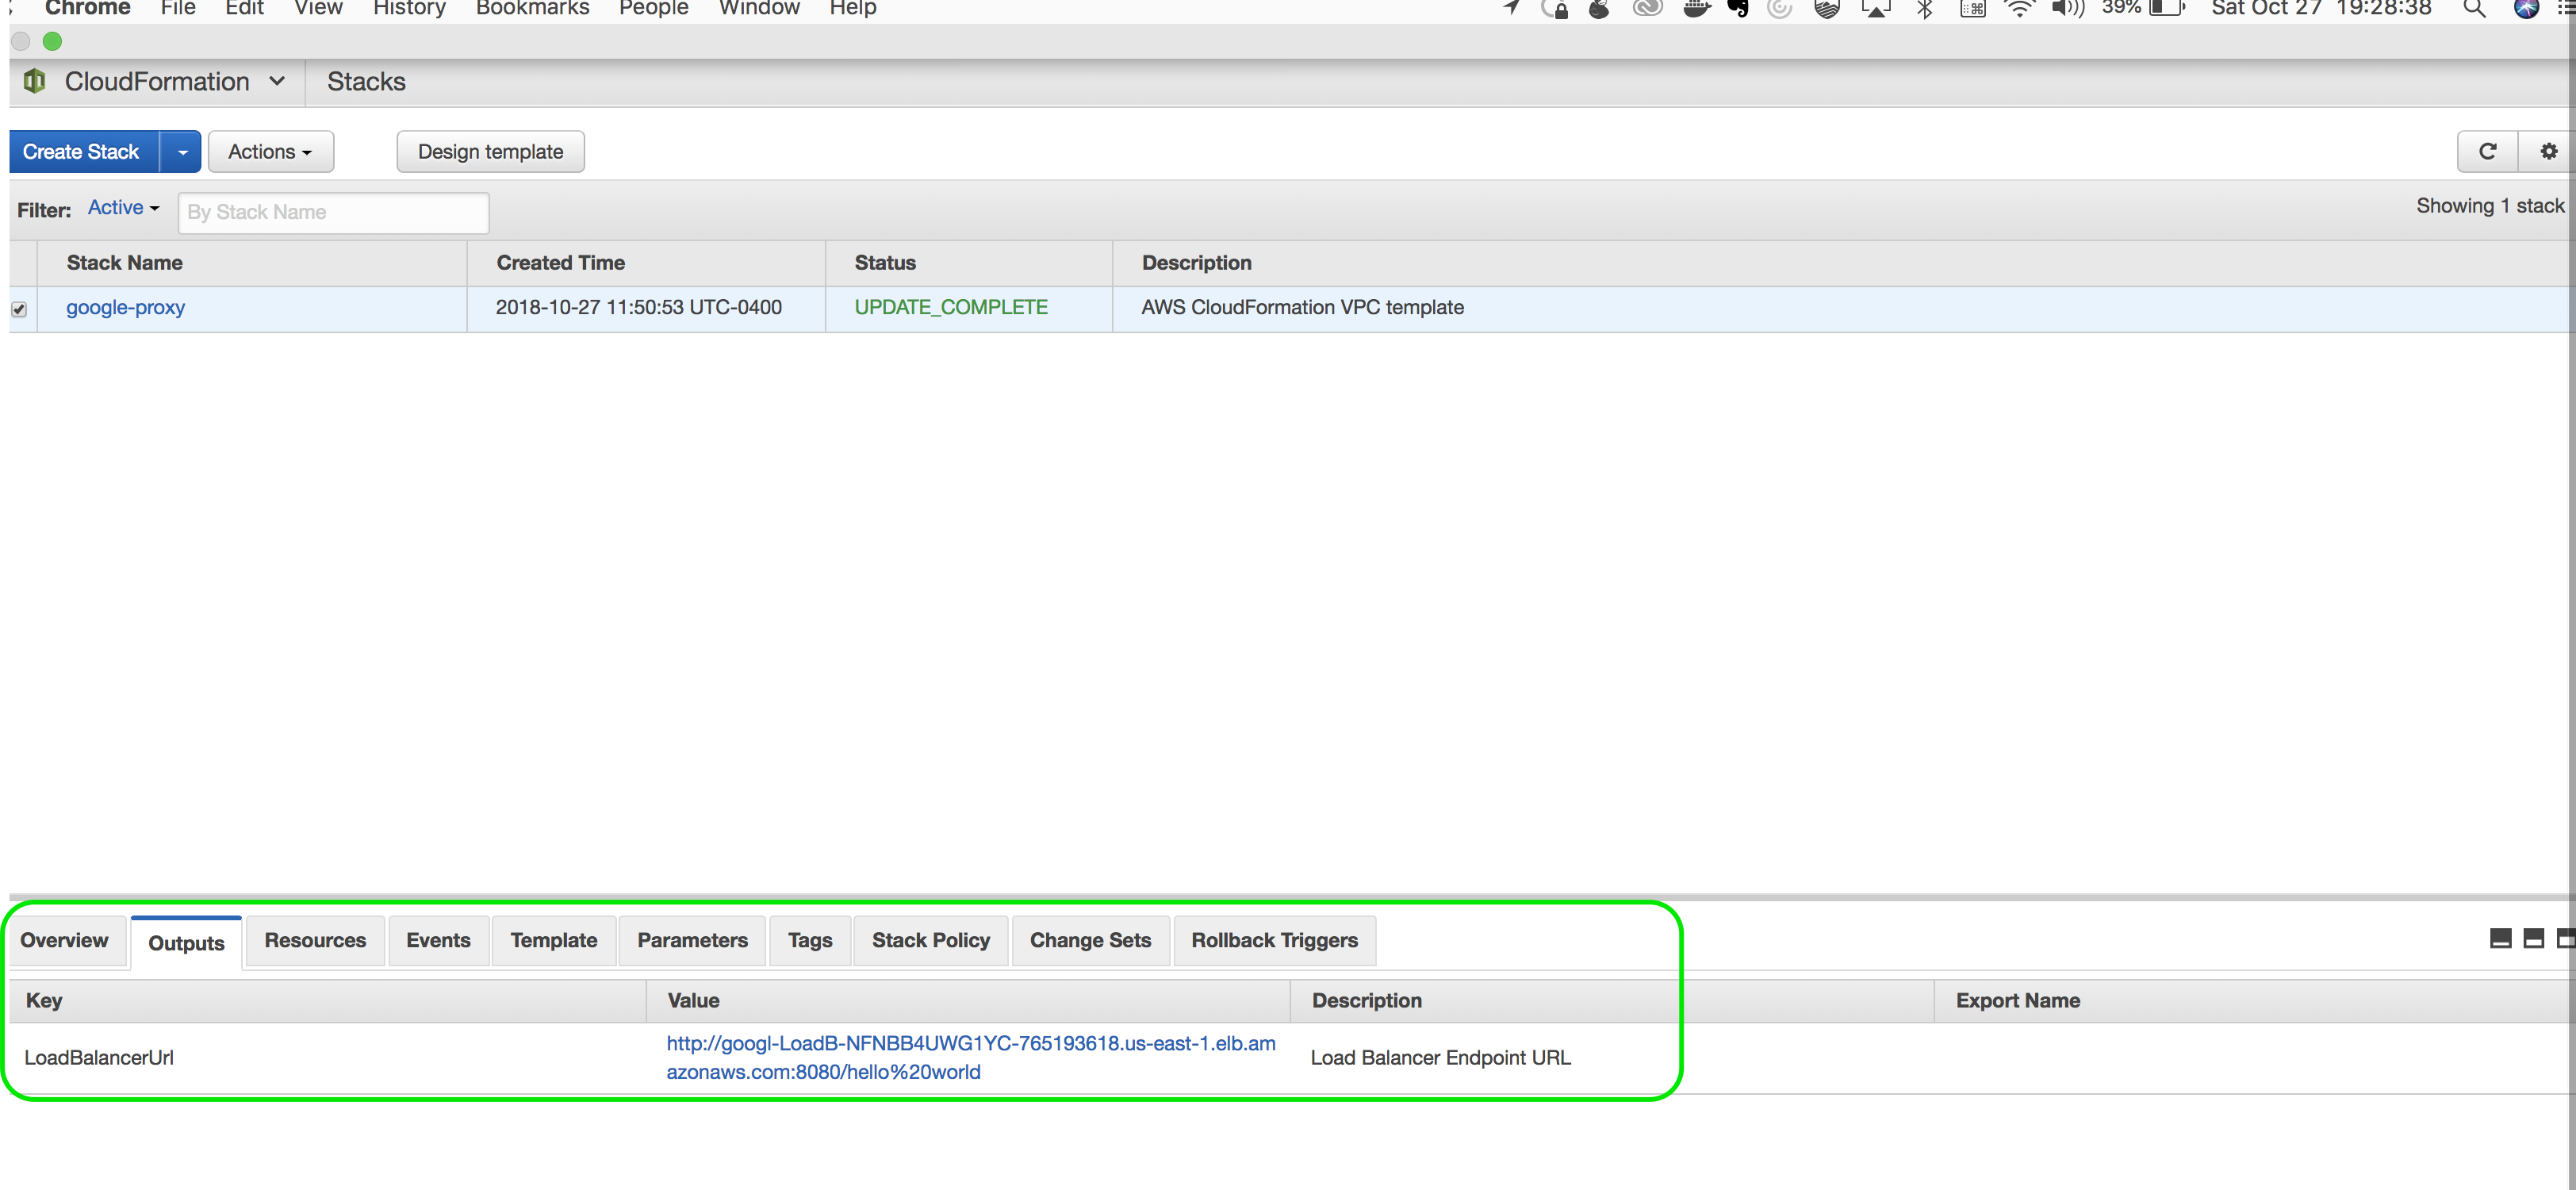 Chrome File Edit View History Bookmarks People Window Help 39% Sat Oct 27 19:28:38
CloudFormation Stacks
Create Stack Actions Design template
Filter: Active By Stack Name Showing 1 stack
Stack Name Created Time Status Description
google-proxy 2018-10-27 11:50:53 UTC-0400 UPDATE_COMPLETE AWS CloudFormation VPC template
Overview Outputs Resources Events Template Parameters Tags Stack Policy Change Sets Rollback Triggers
Key Value Description Export Name
LoadBalancerUrl http://googl-LoadB-NFNBB4UWG1YC-765193618.us-east-1.elb.am
azonaws.com:8080/hello%20world Load Balancer Endpoint URL